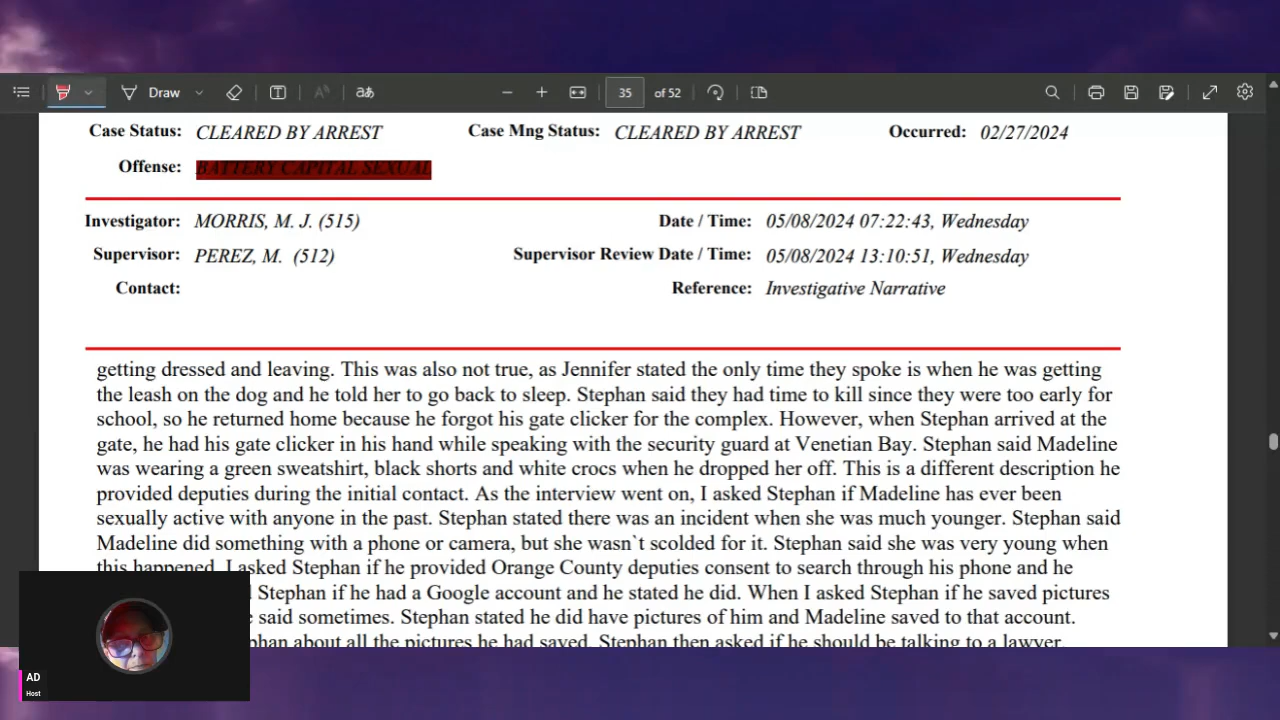 Draw
35 of 52
Case Status: CLEARED BY ARREST Case Mng Status: CLEARED BY ARREST Occurred: 02/27/2024
Offense: BATTERY CAPITAL SEXUAL
Investigator: MORRIS, M. J. (515) Date / Time: 05/08/2024 07:22:43, Wednesday
Supervisor: PEREZ, M. (512) Supervisor Review Date / Time: 05/08/2024 13:10:51, Wednesday
Contact: Reference: Investigative Narrative
getting dressed and leaving. This was also not true, as Jennifer stated the only time they spoke is when he was getting
the leash on the dog and he told her to go back to sleep. Stephan said they had time to kill since they were too early for
school, so he returned home because he forgot his gate clicker for the complex. However, when Stephan arrived at the
gate, he had his gate clicker in his hand while speaking with the security guard at Venetian Bay. Stephan said Madeline
was wearing a green sweatshirt, black shorts and white crocs when he dropped her off. This is a different description he
provided deputies during the initial contact. As the interview went on, I asked Stephan if Madeline has ever been
sexually active with anyone in the past. Stephan stated there was an incident when she was much younger. Stephan said
Madeline did something with a phone or camera, but she wasn`t scolded for it. Stephan said she was very young when
this happened. I asked Stephan if he provided Orange County deputies consent to search through his phone and he
Stephan if he had a Google account and he stated he did. When I asked Stephan if he saved pictures
said sometimes. Stephan stated he did have pictures of him and Madeline saved to that account.
about all the pictures he had saved. Stephan then asked if he should be talking to a lawyer.
AD
Host